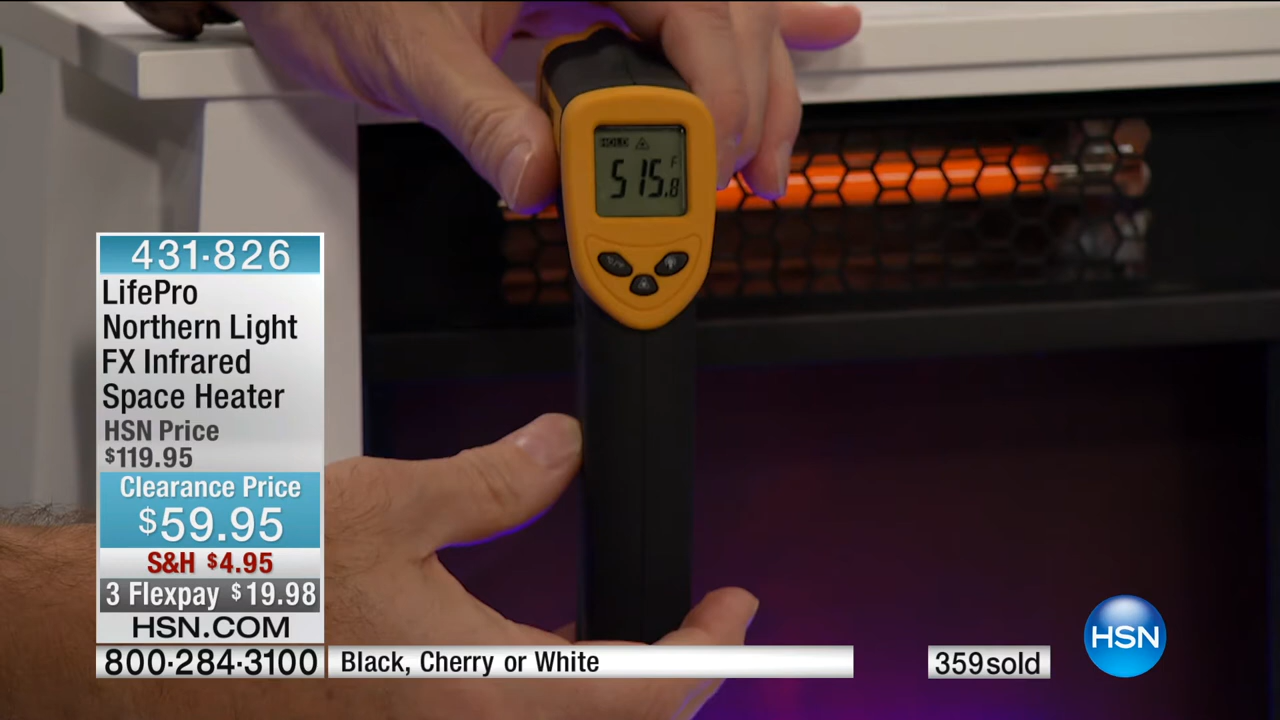 HOLD
F
515.8
431-826
LifePro
Northern Light
FX Infrared
Space Heater
HSN Price
$119.95
Clearance Price
$59.95
S&H $4.95
3 Flexpay $19.98
HSN.COM
800-284-3100
Black, Cherry or White
359 sold
HSN